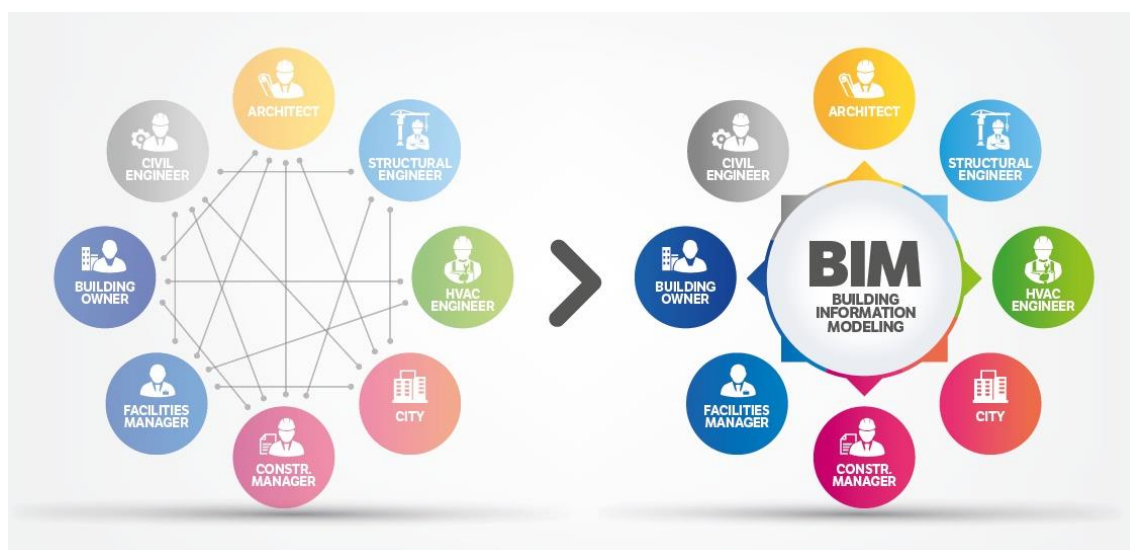 ARCHITECT
CIVIL
ENGINEER
STRUCTURAL
ENGINEER
BUILDING
OWNER
HVAC
ENGINEER
FACILITIES
MANAGER
CITY
CONSTR.
MANAGER
ARCHITECT
CIVIL
ENGINEER
STRUCTURAL
ENGINEER
BUILDING
OWNER
BIM
BUILDING
INFORMATION
MODELING
HVAC
ENGINEER
FACILITIES
MANAGER
CITY
CONSTR.
MANAGER